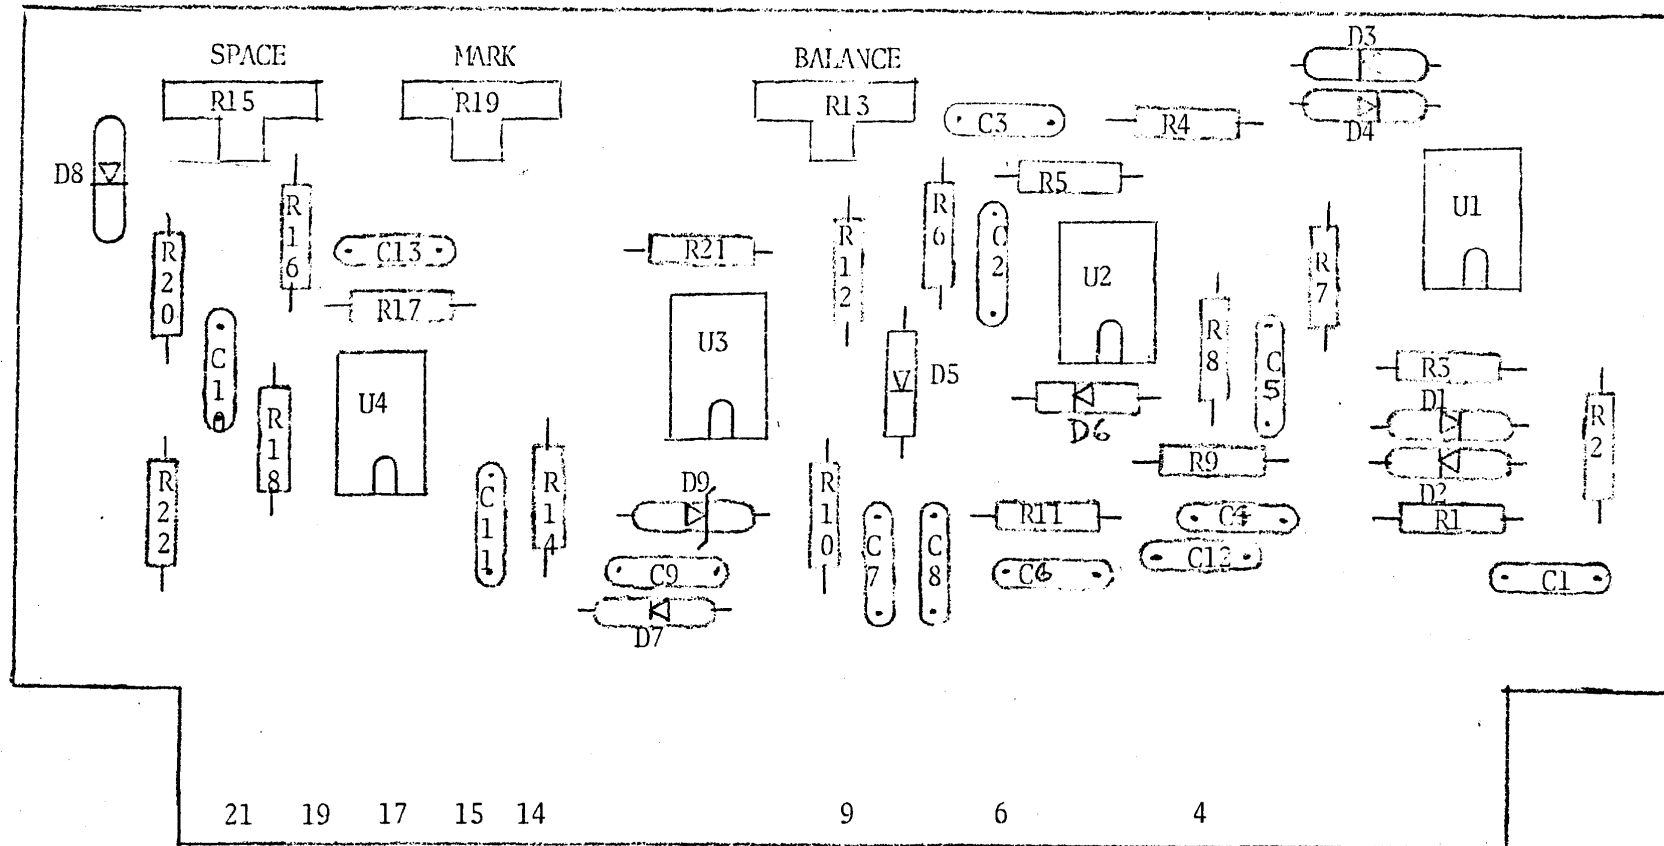 SPACE
MARK
BALANCE
D3
R15
R19
R13
C3
R4
D4
D8
R5
R16
R6
U1
R20
C13
R21
R12
C2
U2
R7
R17
C10
U4
U3
D5
R8
C5
R3
D1
R18
D6
R2
R9
D2
R22
C11
R14
D9
R10
C7
C8
R11
C4
R1
C9
C6
C12
C1
D7
21 19 17 15 14 9 6 4